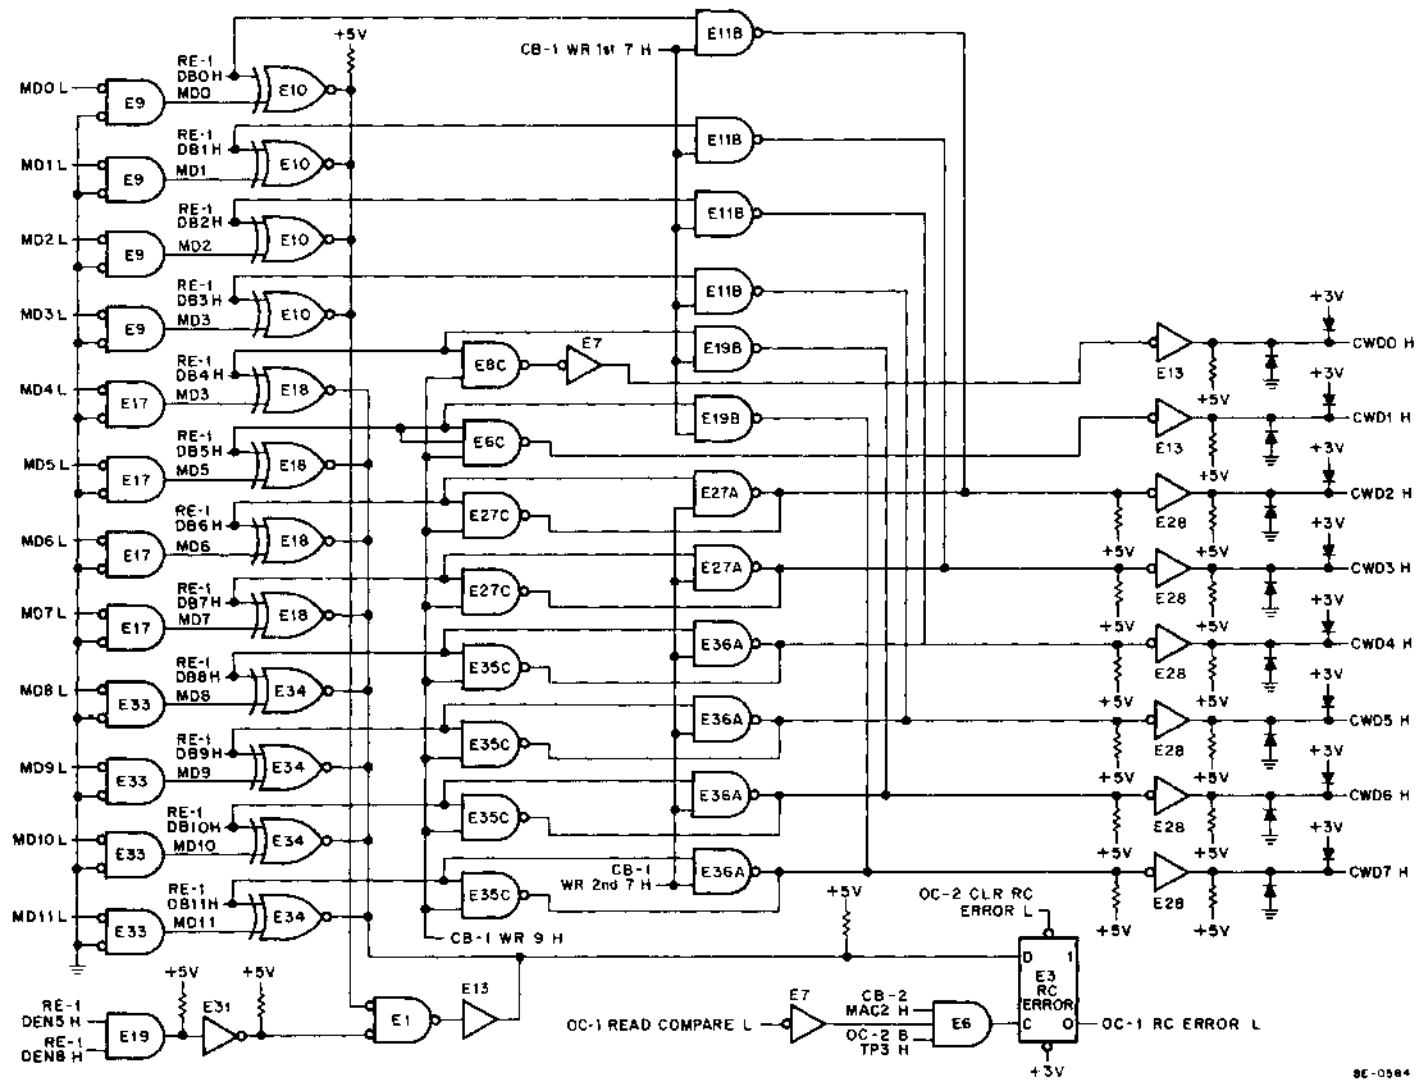 +5V
CB-1 WR 1st 7 H
E11B
RE-1
DB0 H
MD0 L
E9
MD0
E10
RE-1
DB1 H
MD1 L
E9
MD1
E10
E11B
RE-1
DB2 H
MD2 L
E9
MD2
E10
E11B
RE-1
DB3 H
MD3 L
E9
MD3
E10
E11B
+3V
RE-1
DB4 H
MD4 L
E17
MD3
E18
E8C
E7
E19B
E13
+5V
CWD0 H
+3V
RE-1
DB5 H
MD5 L
E17
MD5
E18
E6C
E19B
E13
+5V
CWD1 H
+3V
RE-1
DB6 H
MD6 L
E17
MD6
E18
E27C
E27A
+5V
E28
+5V
CWD2 H
+3V
RE-1
DB7 H
MD7 L
E17
MD7
E18
E27C
E27A
+5V
E28
+5V
CWD3 H
+3V
RE-1
DB8 H
MD8 L
E33
MD8
E34
E35C
E36A
+5V
E28
+5V
CWD4 H
+3V
RE-1
DB9 H
MD9 L
E33
MD9
E34
E35C
E36A
+5V
E28
+5V
CWD5 H
+3V
RE-1
DB10H
MD10 L
E33
MD10
E34
E35C
E36A
+5V
E28
+5V
CWD6 H
+3V
RE-1
DB11H
MD11 L
E33
MD11
E34
E35C
E36A
+5V
E28
+5V
CWD7 H
CB-1
WR 2nd 7 H
CB-1 WR 9 H
+5V
OC-2 CLR RC
ERROR L
+5V
+5V
RE-1
DEN5 H
RE-1
DEN8 H
E19
E31
E1
E13
OC-1 READ COMPARE L
E7
CB-2
MAC2 H
OC-2 B
TP3 H
E6
D 1
E3
RC
ERROR
C 0
+3V
OC-1 RC ERROR L
8E-0584